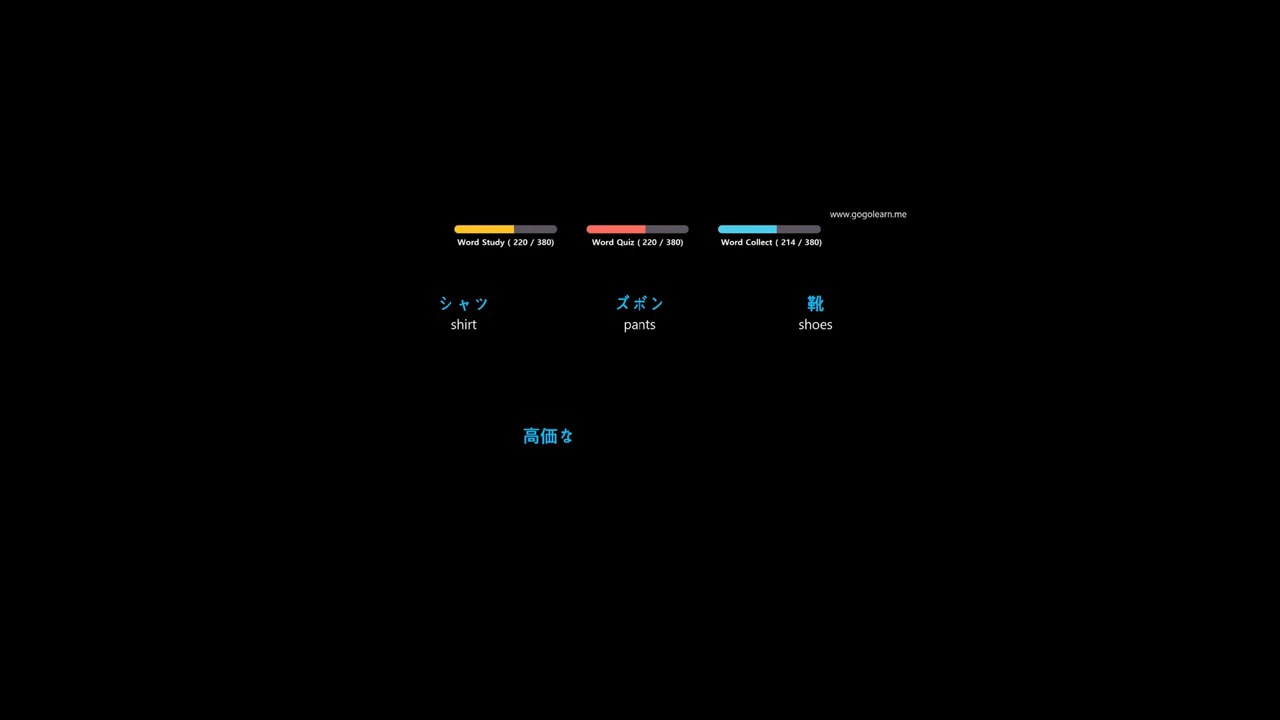 www.gogolearn.me
Word Study ( 220 / 380)
Word Quiz ( 220 / 380)
Word Collect ( 214 / 380)
シャツ
ズボン
靴
shirt
pants
shoes
高価な